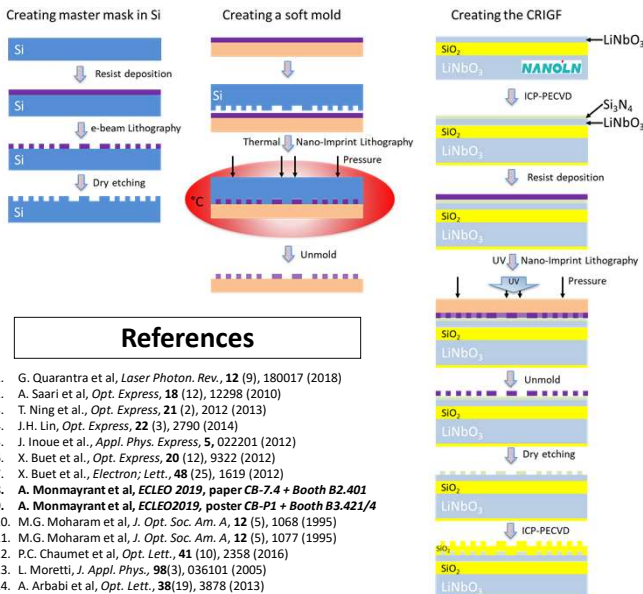 Creating master mask in Si
Si
Resist deposition
Si
e-beam Lithography
Si
Dry etching
Si
Creating a soft mold
Si
Thermal Nano-Imprint Lithography
Pressure
°C
Unmold
Creating the CRIGF
LiNbO3
SiO2
LiNbO3
NANOLN
ICP-PECVD
Si3N4
LiNbO3
SiO2
LiNbO3
Resist deposition
SiO2
LiNbO3
UV Nano-Imprint Lithography
UV
Pressure
SiO2
LiNbO3
Unmold
SiO2
LiNbO3
Dry etching
SiO2
LiNbO3
ICP-PECVD
SiO2
SiO2
LiNbO3
References
G. Quarantra et al, Laser Photon. Rev., 12 (9), 180017 (2018)
A. Saari et al, Opt. Express, 18 (12), 12298 (2010)
T. Ning et al., Opt. Express, 21 (2), 2012 (2013)
J.H. Lin, Opt. Express, 22 (3), 2790 (2014)
J. Inoue et al., Appl. Phys. Express, 5, 022201 (2012)
X. Buet et al., Opt. Express, 20 (12), 9322 (2012)
X. Buet et al., Electron; Lett., 48 (25), 1619 (2012)
A. Monmayrant et al, ECLEO 2019, paper CB-7.4 + Booth B2.401
A. Monmayrant et al, ECLEO2019, poster CB-P1 + Booth B3.421/4
0. M.G. Moharam et al, J. Opt. Soc. Am. A, 12 (5), 1068 (1995)
1. M.G. Moharam et al, J. Opt. Soc. Am. A, 12 (5), 1077 (1995)
2. P.C. Chaumet et al, Opt. Lett., 41 (10), 2358 (2016)
3. L. Moretti, J. Appl. Phys., 98(3), 036101 (2005)
4. A. Arbabi et al, Opt. Lett., 38(19), 3878 (2013)